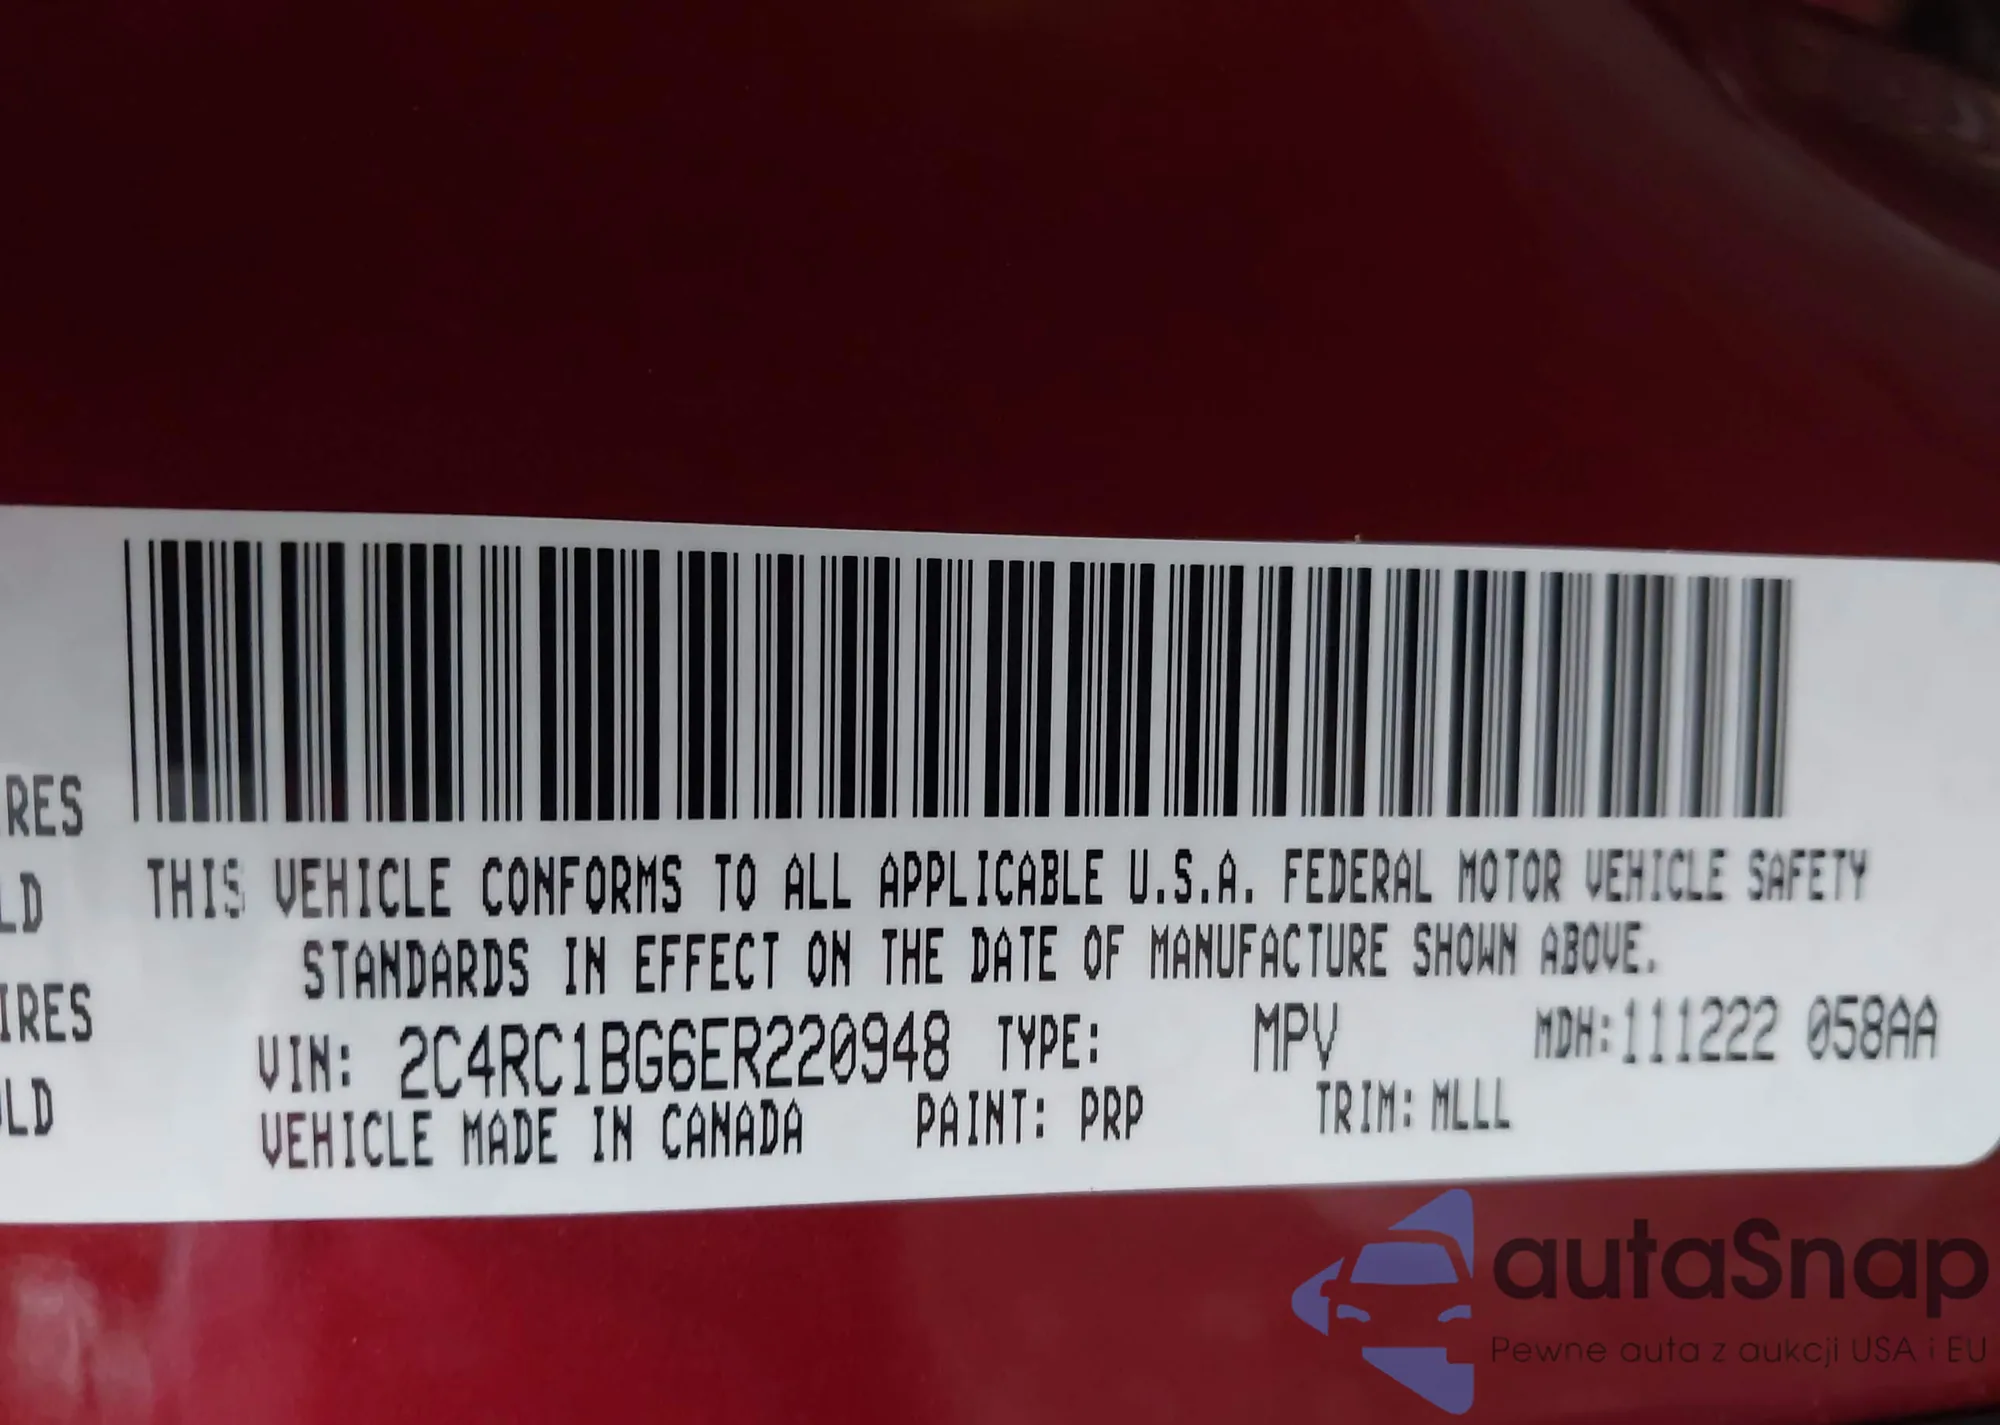 RES
LD
IRES
LD
THIS VEHICLE CONFORMS TO ALL APPLICABLE U.S.A. FEDERAL MOTOR VEHICLE SAFETY
STANDARDS IN EFFECT ON THE DATE OF MANUFACTURE SHOWN ABOVE.
VIN: 2C4RC1BG6ER220948 TYPE: MPV MDH:111222 058AA
VEHICLE MADE IN CANADA PAINT: PRP TRIM: MLLL
autaSnap
Pewne auta z aukcji USA i EU